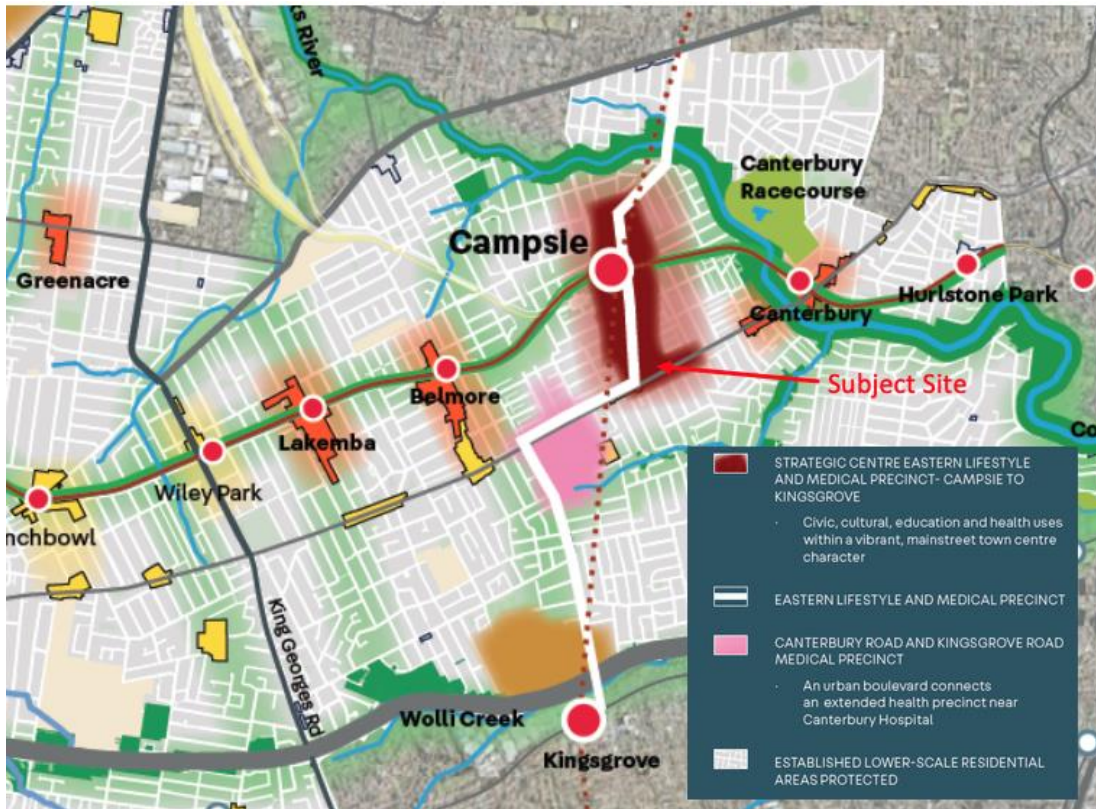 ks River
Canterbury
Racecourse
Campsie
Greenacre
Hurlstone Park
Canterbury
Subject Site
Belmore
Lakemba
Wiley Park
nchbowl
Co
King Georges Rd
Wolli Creek
Kingsgrove
STRATEGIC CENTRE EASTERN LIFESTYLE
AND MEDICAL PRECINCT- CAMPSIE TO
KINGSGROVE
· Civic, cultural, education and health uses
within a vibrant, mainstreet town centre
character
EASTERN LIFESTYLE AND MEDICAL PRECINCT
CANTERBURY ROAD AND KINGSGROVE ROAD
MEDICAL PRECINCT
· An urban boulevard connects
an extended health precinct near
Canterbury Hospital
ESTABLISHED LOWER-SCALE RESIDENTIAL
AREAS PROTECTED